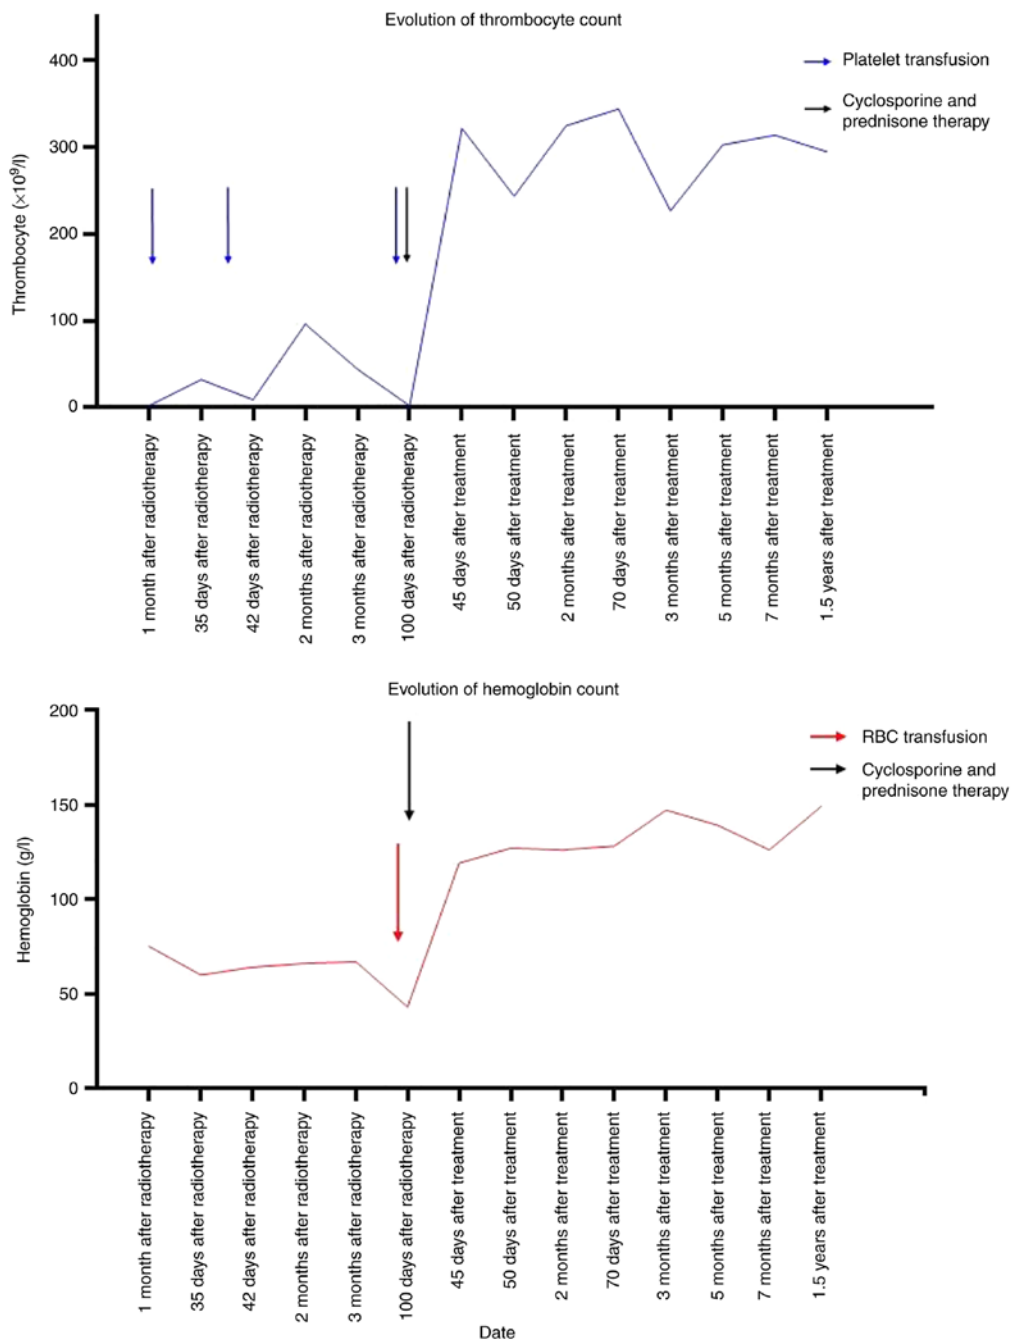 Evolution of thrombocyte count
Platelet transfusion
Cyclosporine and
prednisone therapy
Thrombocyte (×10⁹/l)
400
300
200
100
0
1 month after radiotherapy
35 days after radiotherapy
42 days after radiotherapy
2 months after radiotherapy
3 months after radiotherapy
100 days after radiotherapy
45 days after treatment
50 days after treatment
2 months after treatment
70 days after treatment
3 months after treatment
5 months after treatment
7 months after treatment
1.5 years after treatment
Evolution of hemoglobin count
RBC transfusion
Cyclosporine and
prednisone therapy
Hemoglobin (g/l)
200
150
100
50
0
1 month after radiotherapy
35 days after radiotherapy
42 days after radiotherapy
2 months after radiotherapy
3 months after radiotherapy
100 days after radiotherapy
45 days after treatment
50 days after treatment
2 months after treatment
70 days after treatment
3 months after treatment
5 months after treatment
7 months after treatment
1.5 years after treatment
Date